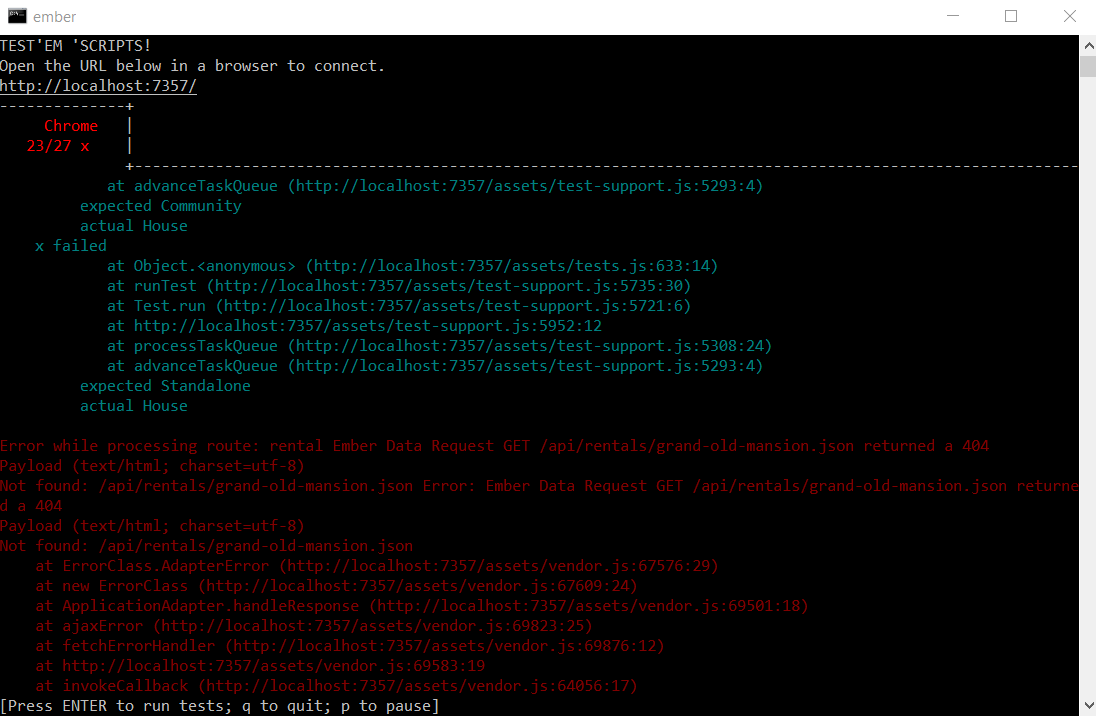 ember
TEST'EM 'SCRIPTS!
Open the URL below in a browser to connect.
http://localhost:7357/
--------------+
Chrome |
23/27 x |
+---------------------------------------------------------------------------------------------------------
at advanceTaskQueue (http://localhost:7357/assets/test-support.js:5293:4)
expected Community
actual House
x failed
at Object.<anonymous> (http://localhost:7357/assets/tests.js:633:14)
at runTest (http://localhost:7357/assets/test-support.js:5735:30)
at Test.run (http://localhost:7357/assets/test-support.js:5721:6)
at http://localhost:7357/assets/test-support.js:5952:12
at processTaskQueue (http://localhost:7357/assets/test-support.js:5308:24)
at advanceTaskQueue (http://localhost:7357/assets/test-support.js:5293:4)
expected Standalone
actual House
Error while processing route: rental Ember Data Request GET /api/rentals/grand-old-mansion.json returned a 404
Payload (text/html; charset=utf-8)
Not found: /api/rentals/grand-old-mansion.json Error: Ember Data Request GET /api/rentals/grand-old-mansion.json returne
d a 404
Payload (text/html; charset=utf-8)
Not found: /api/rentals/grand-old-mansion.json
at ErrorClass.AdapterError (http://localhost:7357/assets/vendor.js:67576:29)
at new ErrorClass (http://localhost:7357/assets/vendor.js:67609:24)
at ApplicationAdapter.handleResponse (http://localhost:7357/assets/vendor.js:69501:18)
at ajaxError (http://localhost:7357/assets/vendor.js:69823:25)
at fetchErrorHandler (http://localhost:7357/assets/vendor.js:69876:12)
at http://localhost:7357/assets/vendor.js:69583:19
at invokeCallback (http://localhost:7357/assets/vendor.js:64056:17)
[Press ENTER to run tests; q to quit; p to pause]